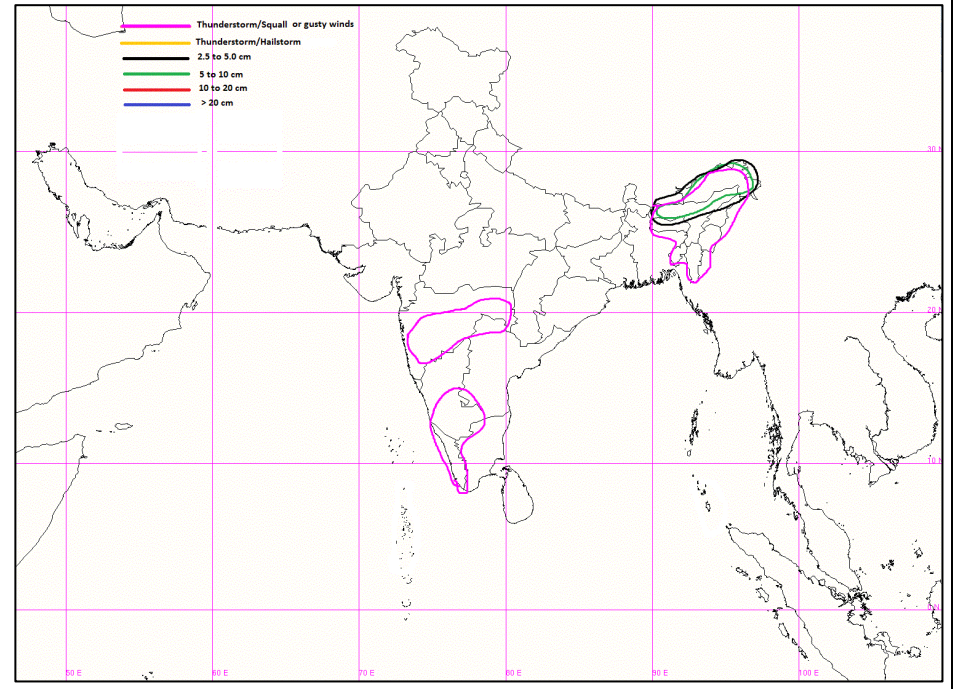 Thunderstorm/Squall or gusty winds
Thunderstorm/Hailstorm
2.5 to 5.0 cm
5 to 10 cm
10 to 20 cm
> 20 cm
30 N
20 N
10 N
50 E
60 E
70 E
80 E
90 E
100 E